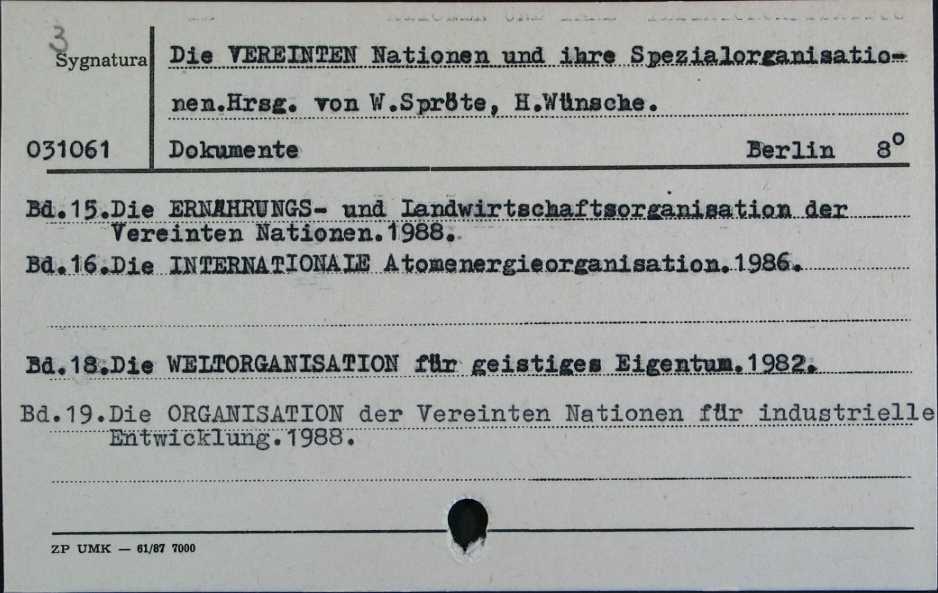 3
Sygnatura
Die VEREINTEN Nationen und ihre Spezialorganisatio-
nen.Hrsg. von W.Spröte, H.Wünsche.
031061
Dokumente Berlin 8°
Bd.15.Die ERNÄHRUNGS- und Landwirtschaftsorganisation der
Vereinten Nationen.1988.
Bd.16.Die INTERNATIONALE Atomenergieorganisation.1986.
Bd.18.Die WELTORGANISATION für geistiges Eigentum.1982.
Bd.19.Die ORGANISATION der Vereinten Nationen für industrielle
Entwicklung.1988.
ZP UMK — 61/87 7000